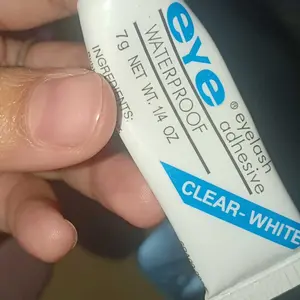 eye
® eyelash
adhesive
WATERPROOF
7g NET WT. 1/4 OZ
INGREDIENTS:
CLEAR-WHITE